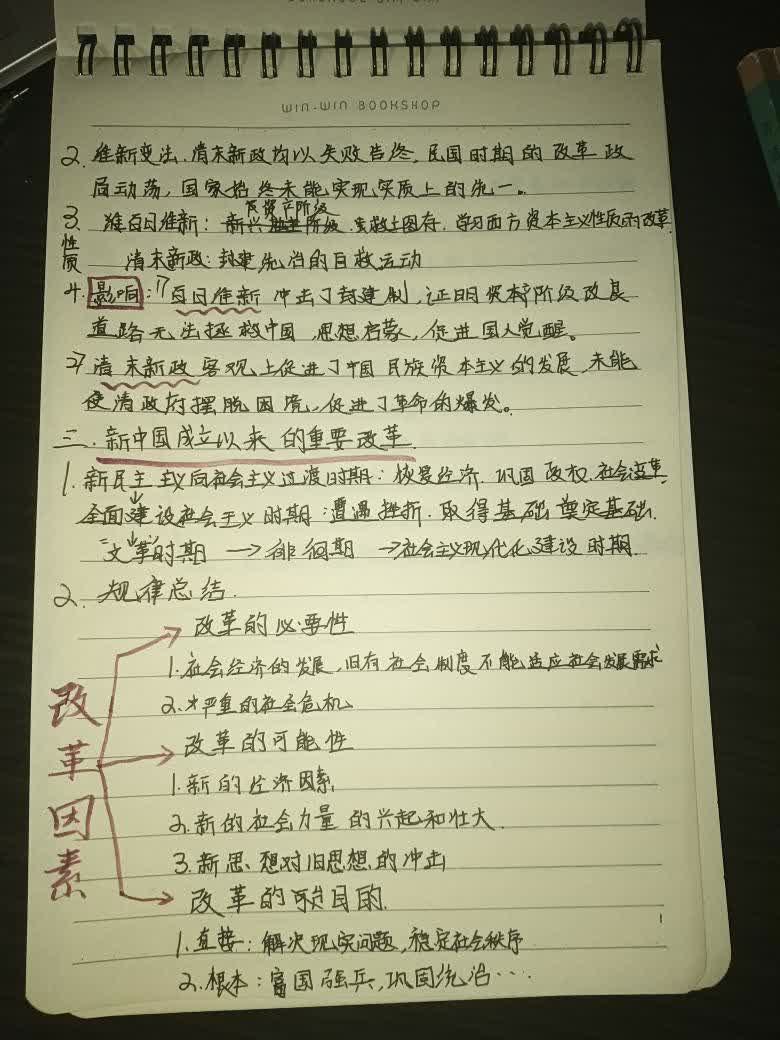 WIN-WIN BOOKSHOP
2. 维新变法、清末新政均以失败告终,民国时期的改革政
局动荡,国家始终未能实现实质上的统一。
资产阶级
3. 性质 百日维新:新兴 救亡图存,学习西方资本主义性质的改革
清末新政:封建统治的自救运动
4. 影响:1) 百日维新 冲击了封建制,证明资本阶级改良
道路无法拯救中国 思想启蒙,促进国人觉醒。
2) 清末新政 客观上促进了中国民族资本主义的发展,未能
使清政府摆脱困境,促进了革命的爆发。
三.新中国成立以来的重要改革
1. 新民主主义向社会主义过渡时期:恢复经济.巩固政权.社会变革
全面建设社会主义时期:遭遇挫折.取得基础 奠定基础.
"文革"时期 → 徘徊期 → 社会主义现代化建设时期.
2. 规律总结.
改革因素
改革的必要性
1. 社会经济的发展,旧有社会制度不能适应社会发展需求
2. 严重的社会危机
改革的可能性
1. 新的经济因素
2. 新的社会力量的兴起和壮大
3. 新思想对旧思想的冲击
改革的 目的.
1. 直接:解决现实问题,稳定社会秩序
2. 根本:富国强兵,巩固统治…